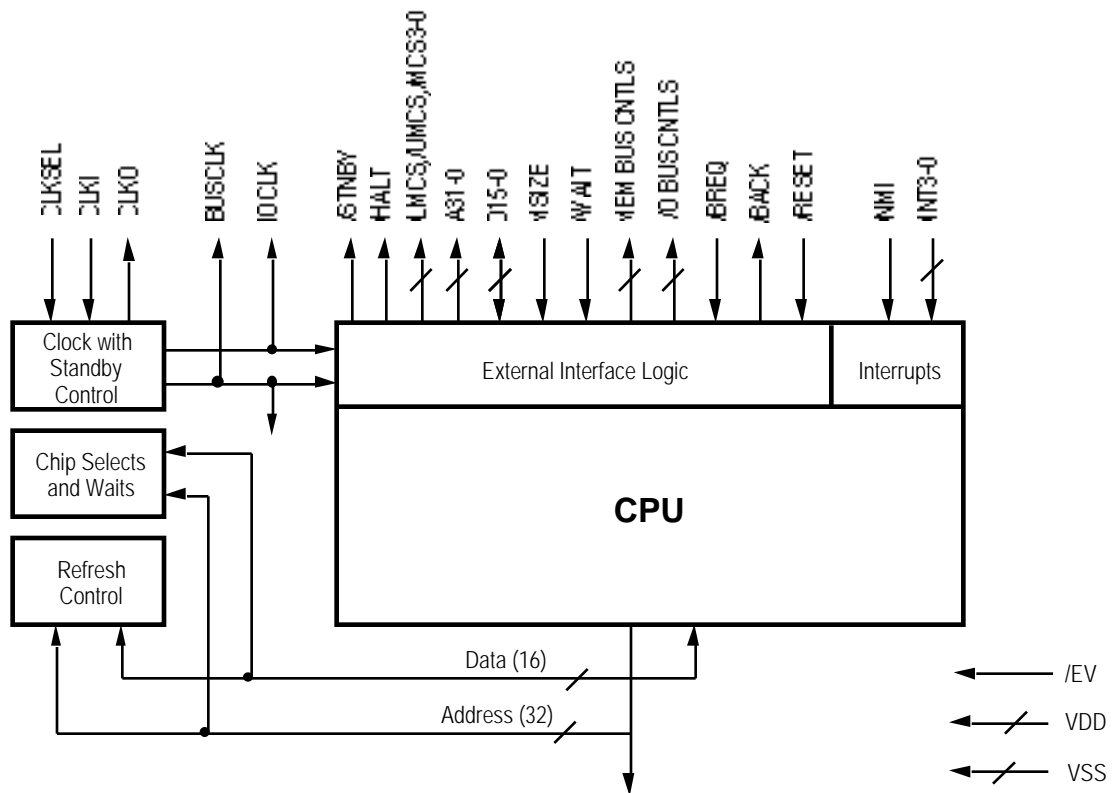 CLKSEL
CLKI
CLKO
BUSCLK
IOCLK
/STNBY
/HALT
/LMCS,/UMCS,/MCS3-0
A31-0
D15-0
MSIZE
/WAIT
MEM BUS CNTLS
I/O BUS CNTLS
/BREQ
/BACK
/RESET
/NMI
INT3-0
Clock with
Standby
Control
External Interface Logic
Interrupts
Chip Selects
and Waits
CPU
Refresh
Control
Data (16)
Address (32)
/EV
VDD
VSS